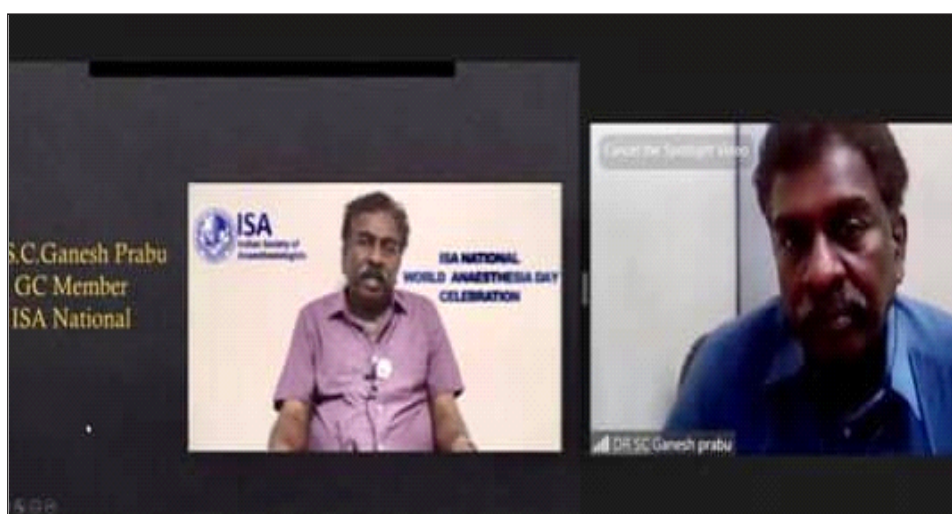 S.C.Ganesh Prabu
GC Member
ISA National
ISA
Indian Society of
Anaesthesiologists
ISA NATIONAL
WORLD ANAESTHESIA DAY
CELEBRATION
Cancel the Spotlight Video
DR.SC Ganesh prabu